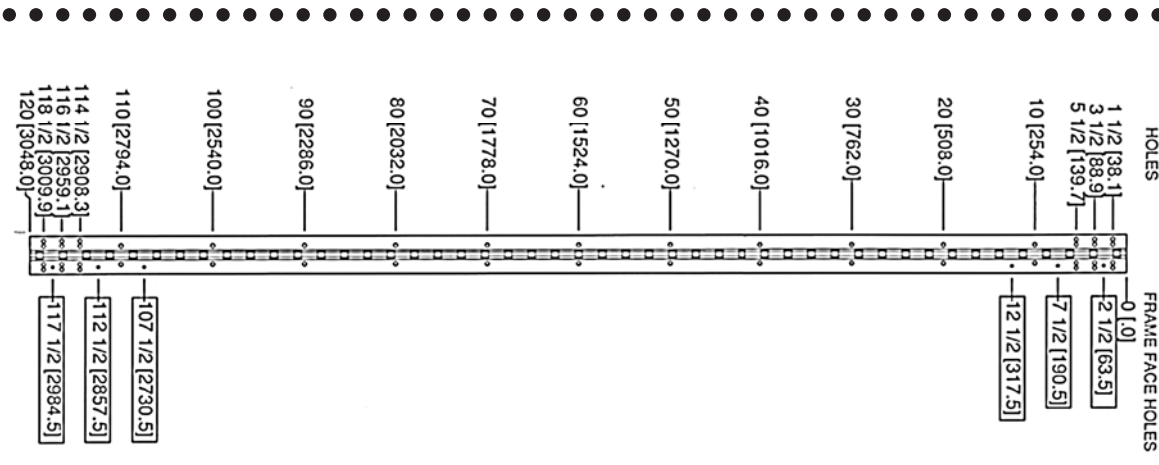 HOLES
1 1/2 [38.1]
3 1/2 [88.9]
5 1/2 [139.7]
10 [254.0]
20 [508.0]
30 [762.0]
40 [1016.0]
50 [1270.0]
60 [1524.0]
70 [1778.0]
80 [2032.0]
90 [2286.0]
100 [2540.0]
110 [2794.0]
114 1/2 [2908.3]
116 1/2 [2959.1]
118 1/2 [3009.9]
120 [3048.0]
FRAME FACE HOLES
0 [.0]
2 1/2 [63.5]
7 1/2 [190.5]
12 1/2 [317.5]
107 1/2 [2730.5]
112 1/2 [2857.5]
117 1/2 [2984.5]